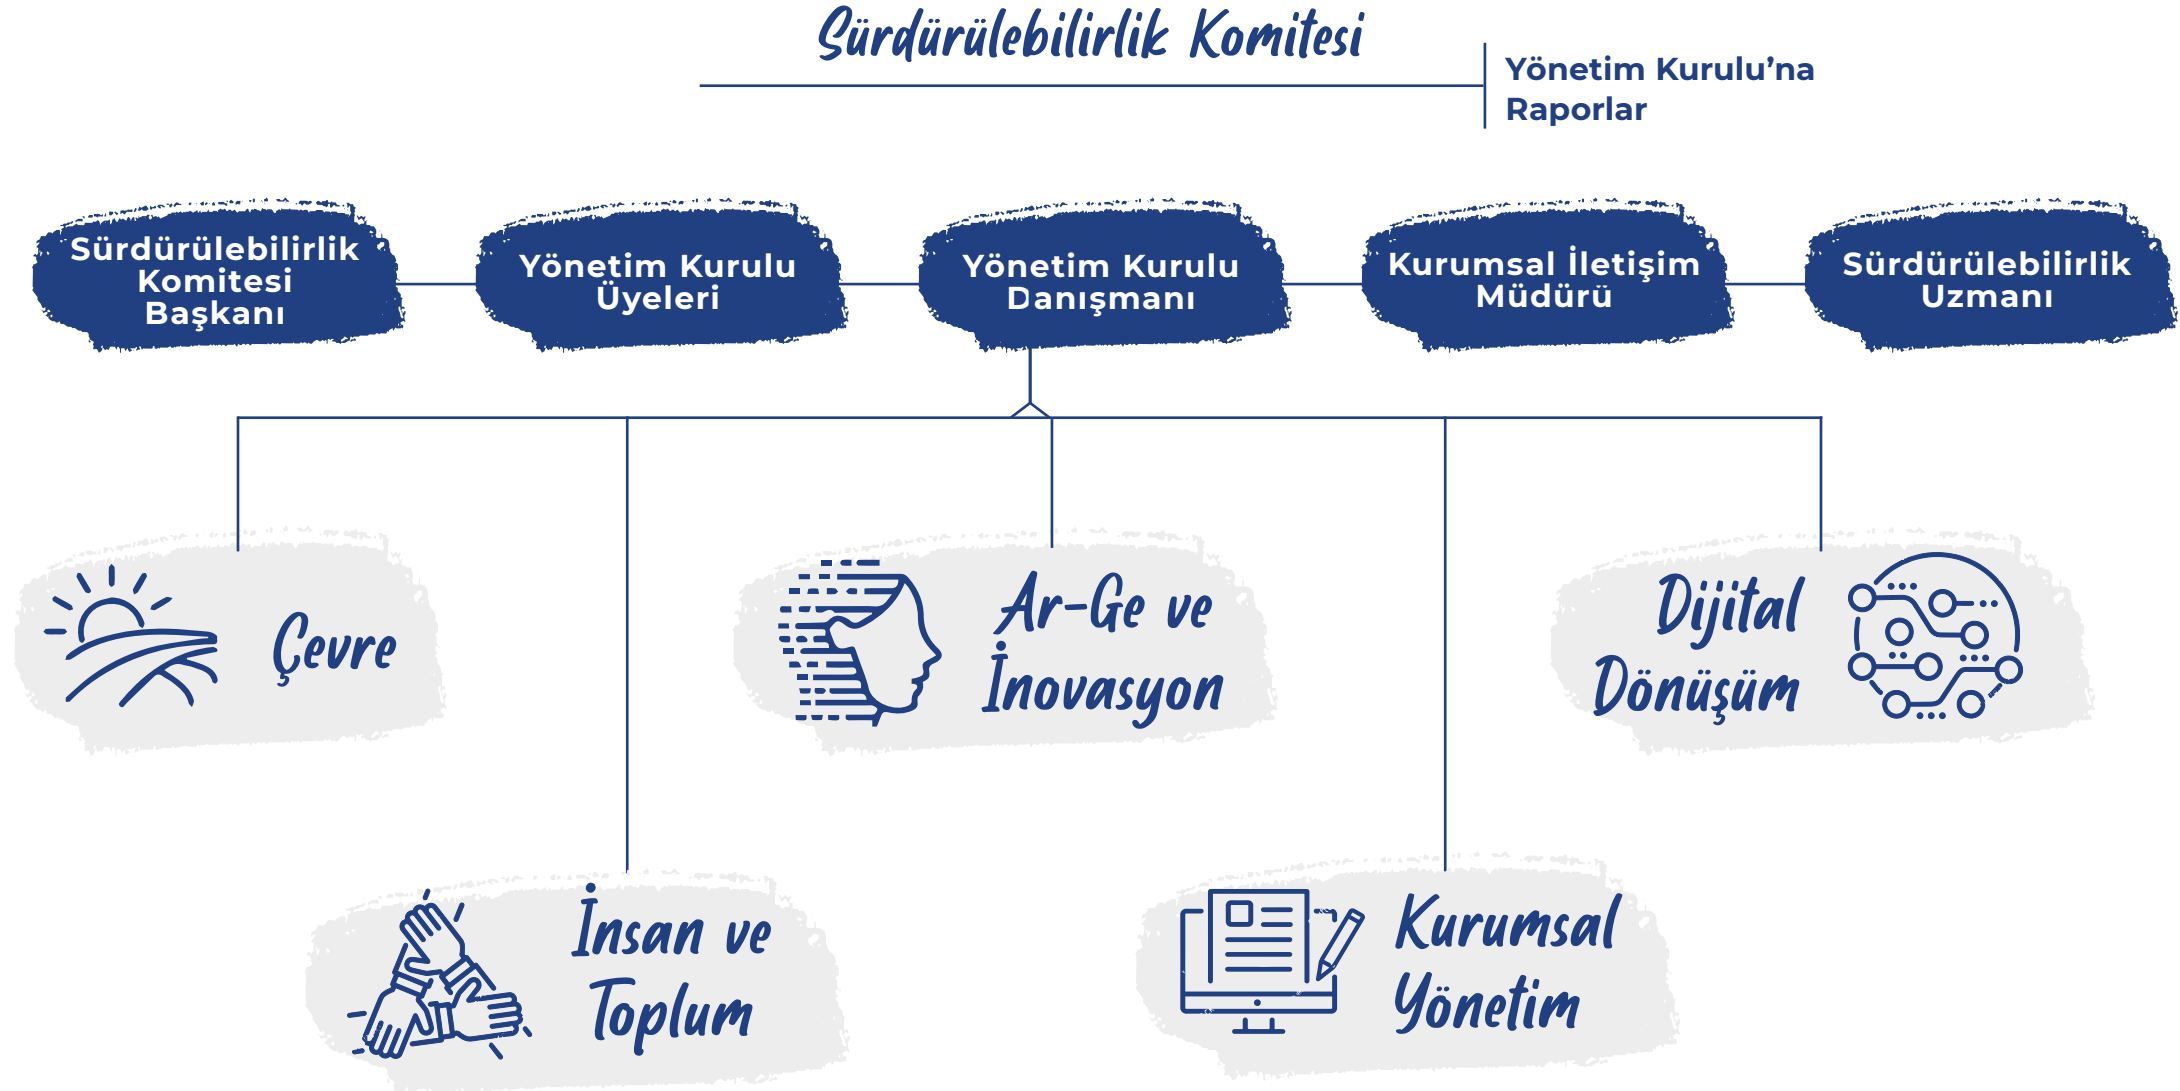 Sürdürülebilirlik Komitesi
Yönetim Kurulu’na
Raporlar
Sürdürülebilirlik
Komitesi
Başkanı
Yönetim Kurulu
Üyeleri
Yönetim Kurulu
Danışmanı
Kurumsal İletişim
Müdürü
Sürdürülebilirlik
Uzmanı
Çevre
Ar-Ge ve
İnovasyon
Dijital
Dönüşüm
İnsan ve
Toplum
Kurumsal
Yönetim